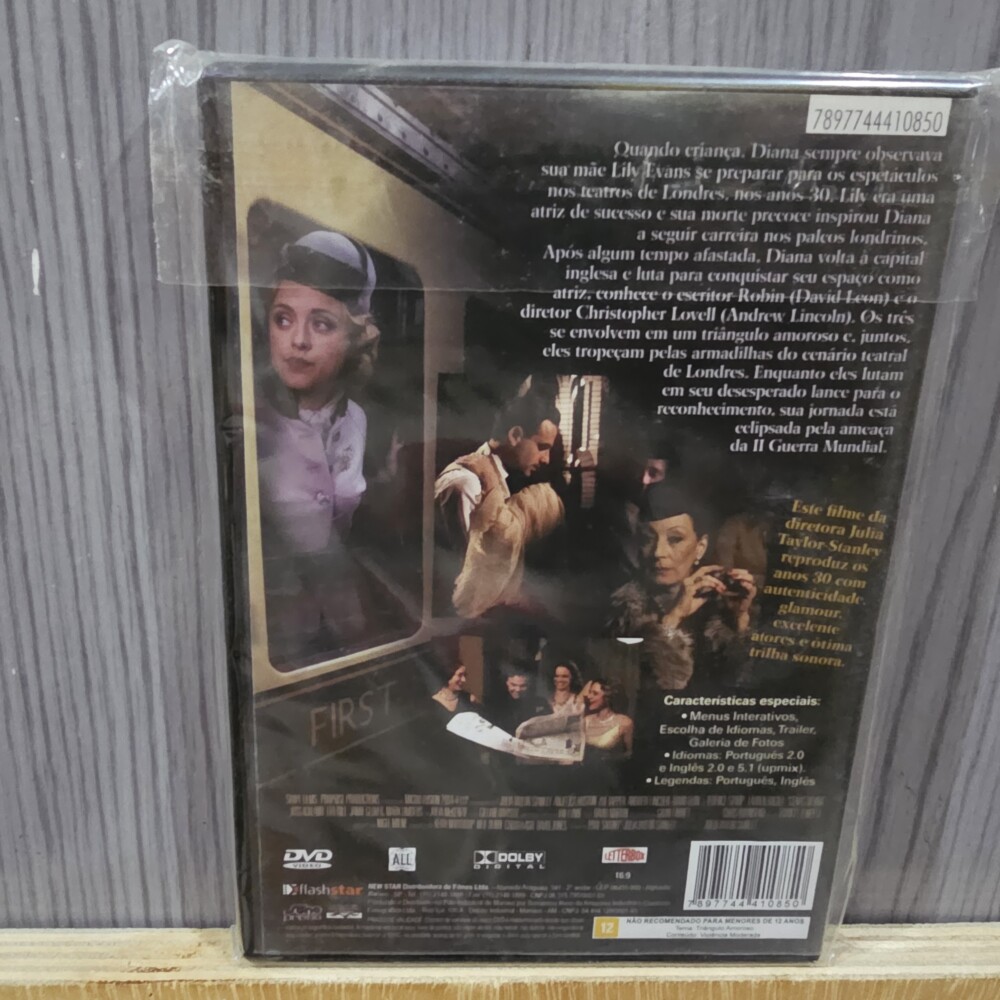 7897744410850
Quando criança, Diana sempre observava
sua mãe Lily Evans se preparar para os espetáculos
nos teatros de Londres, nos anos 30. Lily era uma
atriz de sucesso e sua morte precoce inspirou Diana
a seguir carreira nos palcos londrinos.
Após algum tempo afastada, Diana volta à capital
inglesa e luta para conquistar seu espaço como
atriz, conhece o escritor Robin (David Leon) e o
diretor Christopher Lovell (Andrew Lincoln). Os três
se envolvem em um triângulo amoroso e, juntos,
eles tropeçam pelas armadilhas do cenário teatral
de Londres. Enquanto eles lutam
em seu desesperado lance para o
reconhecimento, sua jornada está
eclipsada pela ameaça
da II Guerra Mundial.
Este filme da
diretora Julia
Taylor-Stanley
reproduz os
anos 30 com
autenticidade,
glamour,
excelente
atores e ótima
trilha sonora.
FIRST
Características especiais:
• Menus Interativos,
Escolha de Idiomas, Trailer,
Galeria de Fotos
• Idiomas: Português 2.0
e Inglês 2.0 e 5.1 (upmix).
• Legendas: Português, Inglês
DVD
VIDEO
ALL
DOLBY
DIGITAL
LETTERBOX
16:9
flashstar
NEW STAR Distribuidora de Filmes Ltda.
7897744410850
12
NÃO RECOMENDADO PARA MENORES DE 12 ANOS
Tema: Triângulo Amoroso
Conteúdo: Violência Moderada